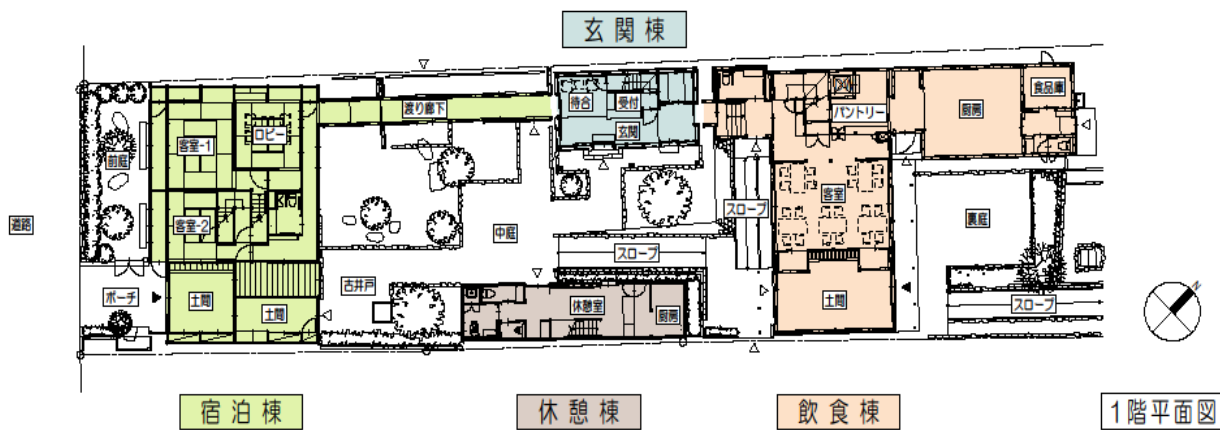 玄関棟
待合
受付
玄関
渡り廊下
ロビー
客室-1
前庭
客室-2
道路
ポーチ
土間
土間
古井戸
中庭
スロープ
スロープ
休憩室
厨房
パントリー
厨房
食品庫
客室
土間
裏庭
スロープ
N
宿泊棟
休憩棟
飲食棟
1階平面図